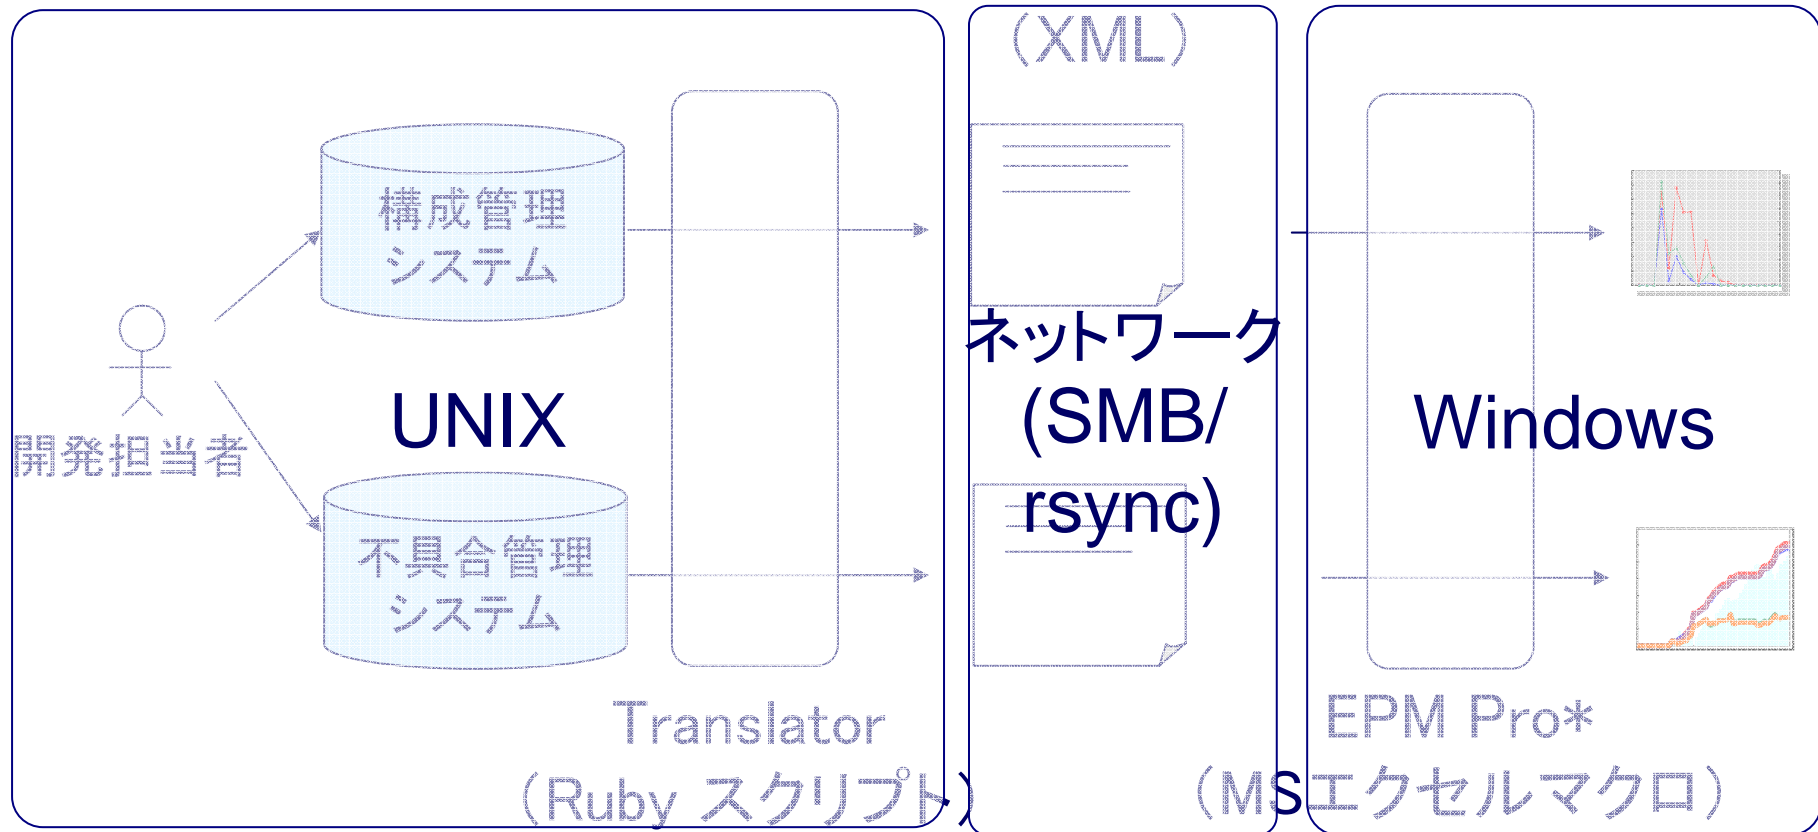 （XML）
構成管理
システム
ネットワーク
(SMB/
rsync)
UNIX
Windows
開発担当者
不具合管理
システム
Translator
（Ruby スクリプト）
EPM Pro*
（MSエクセルマクロ）